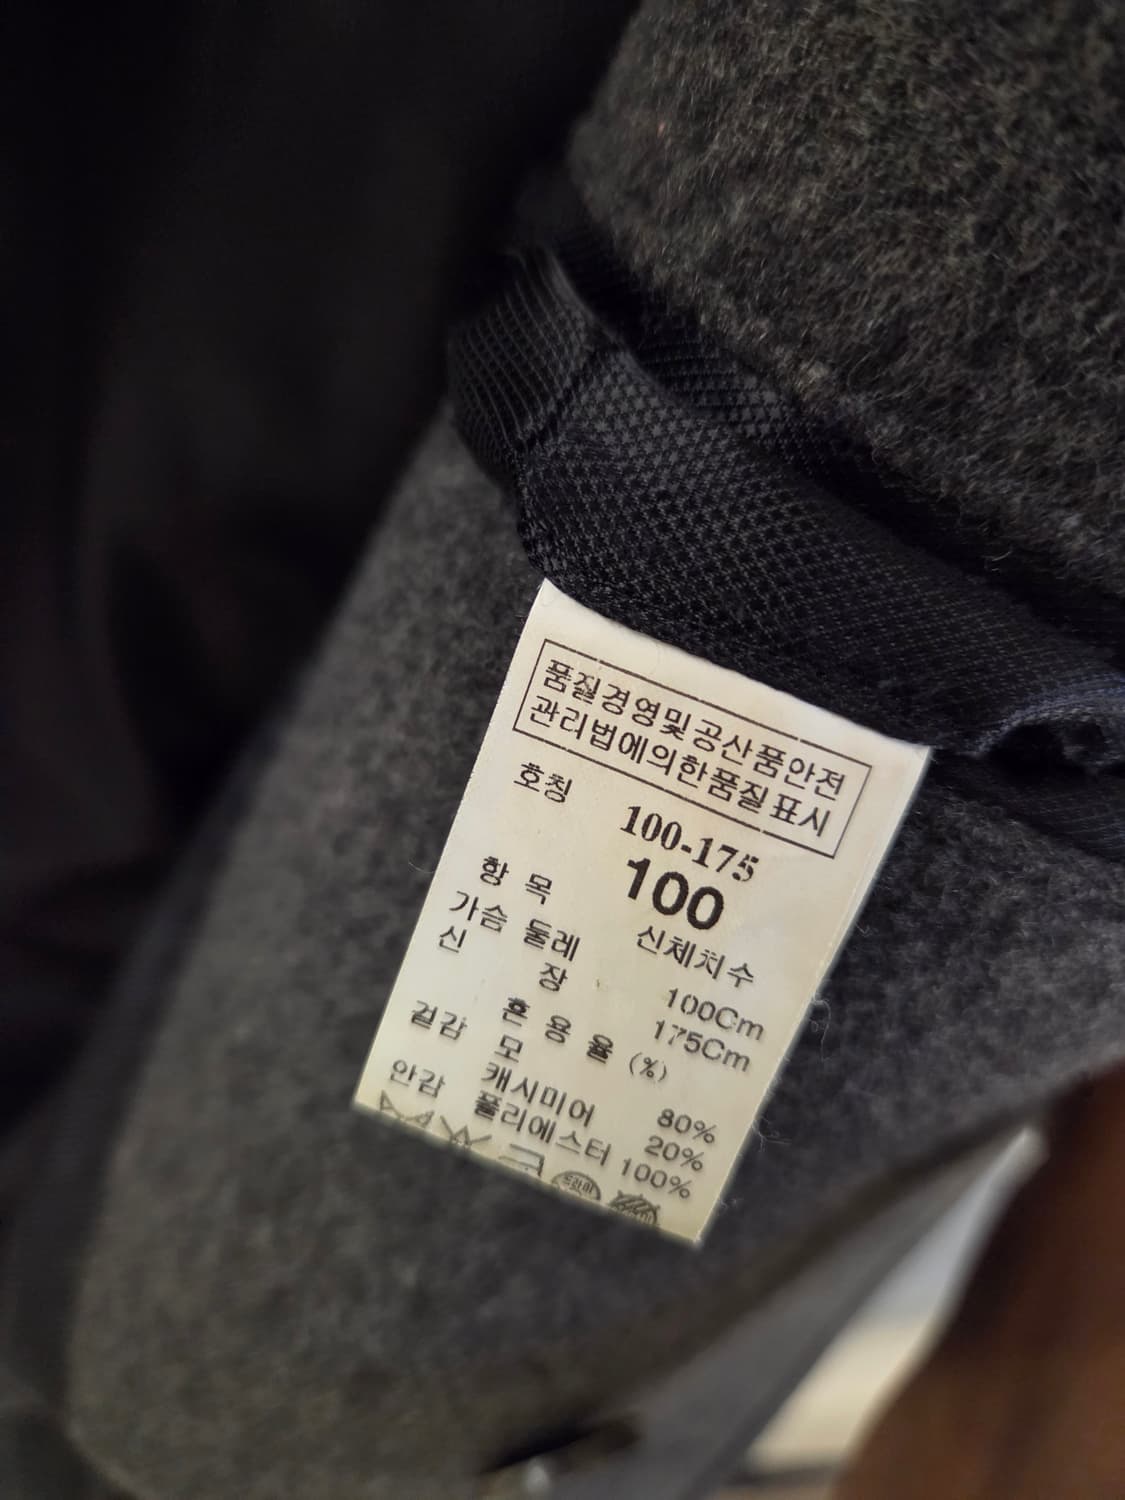 품질경영및공산품안전
관리법에의한품질표시
호칭 100-175
100
항 목 신체치수
가슴 둘레 100Cm
신 장 175Cm
혼 용 율 (%)
겉감 모 80%
캐시미어 20%
안감 폴리에스터 100%
드라이